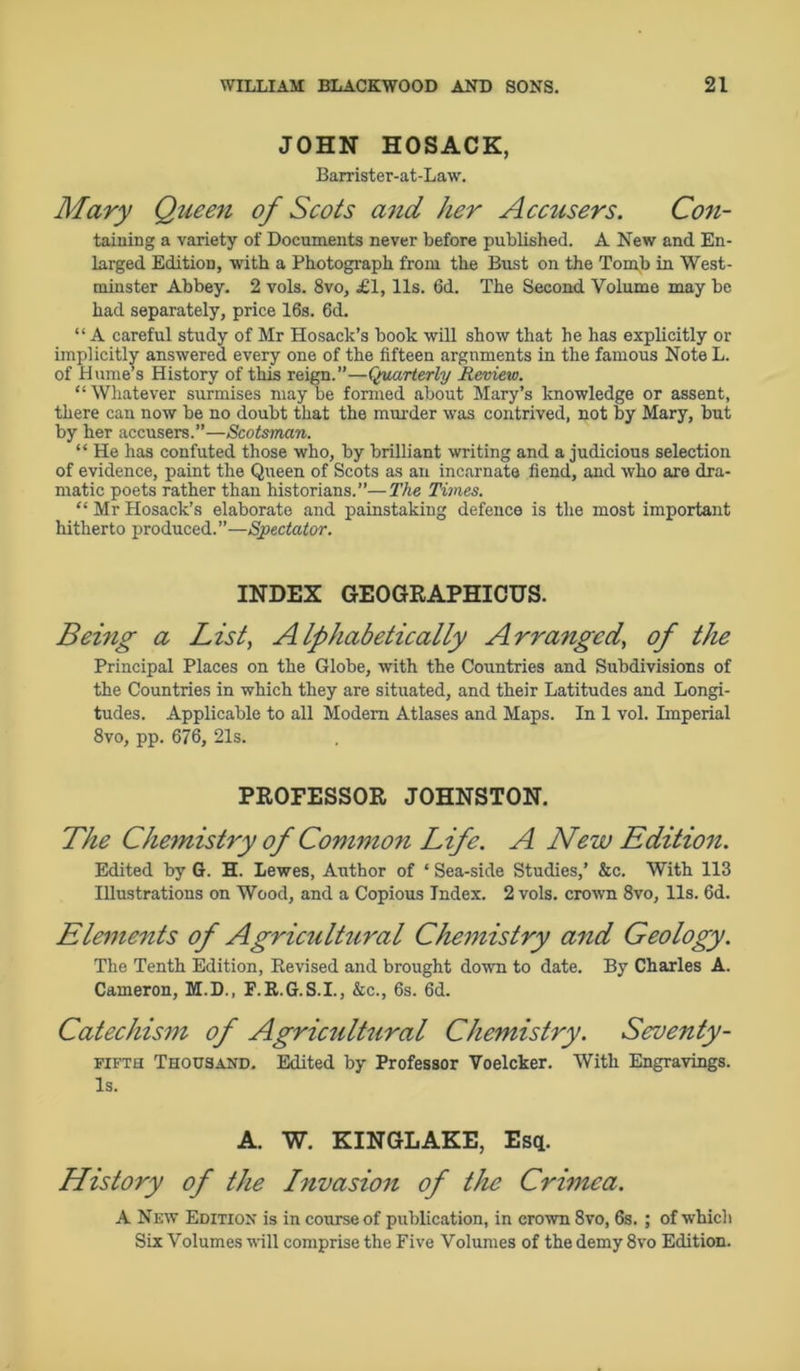 WILLIAM BLACKWOOD AND SONS. 21
JOHN HOSACK,
Barrister-at-Law.
Mary Queen of Scots and her Accusers. Con-
taining a variety of Documents never before published. A New and En-
larged Edition, with a Photograph from the Bust on the Tomb in West-
minster Abbey. 2 vols. 8vo, £1, 11s. 6d. The Second Volume may be
had separately, price 16s. 6d.
“A careful study of Mr Hosack’s book will show that he has explicitly or
implicitly answered every one of the fifteen arguments in the famous Note L.
of Hume’s History of this reign.”—Quarterly Review.
“Whatever surmises may be formed about Mary’s knowledge or assent,
there can now be no doubt that the murder was contrived, not by Mary, but
by her accusers.”—Scotsman.
“He has confuted those who, by brilliant writing and a judicious selection
of evidence, paint the Queen of Scots as an incarnate fiend, and who are dra-
matic poets rather than historians.”—The Times.
“Mr Hosack’s elaborate and painstaking defence is the most important
hitherto produced.”—Spectator.
INDEX GEOGRAPHICUS.
Being a List, Alphabetically Arranged, of the
Principal Places on the Globe, with the Countries and Subdivisions of
the Countries in which they are situated, and their Latitudes and Longi-
tudes. Applicable to all Modern Atlases and Maps. In 1 vol. Imperial
8vo, pp. 676, 21s.
PROFESSOR JOHNSTON.
The Chemistry of Common Life. A New Edition.
Edited by G. H. Lewes, Author of ‘Sea-side Studies,’ &c. With 113
Illustrations on Wood, and a Copious Index. 2 vols. crown 8vo, 11s. 6d.
Elements of Agricultural Chemistry and Geology.
The Tenth Edition, Revised and brought down to date. By Charles A.
Cameron, M.D., F.R.G.S.I., &c., 6s. 6d.
Catechism of Agricultural Chemistry. Seventy-
FIFTH THOUSAND. Edited by Professor Voelcker. With Engravings.
1s.
A. W. KINGLAKE, Esq.
History of the Invasion of the Crimea.
A NEW EDITION is in course of publication, in crown 8vo, 6s. ; of which
Six Volumes will comprise the Five Volumes of the demy 8vo Edition.